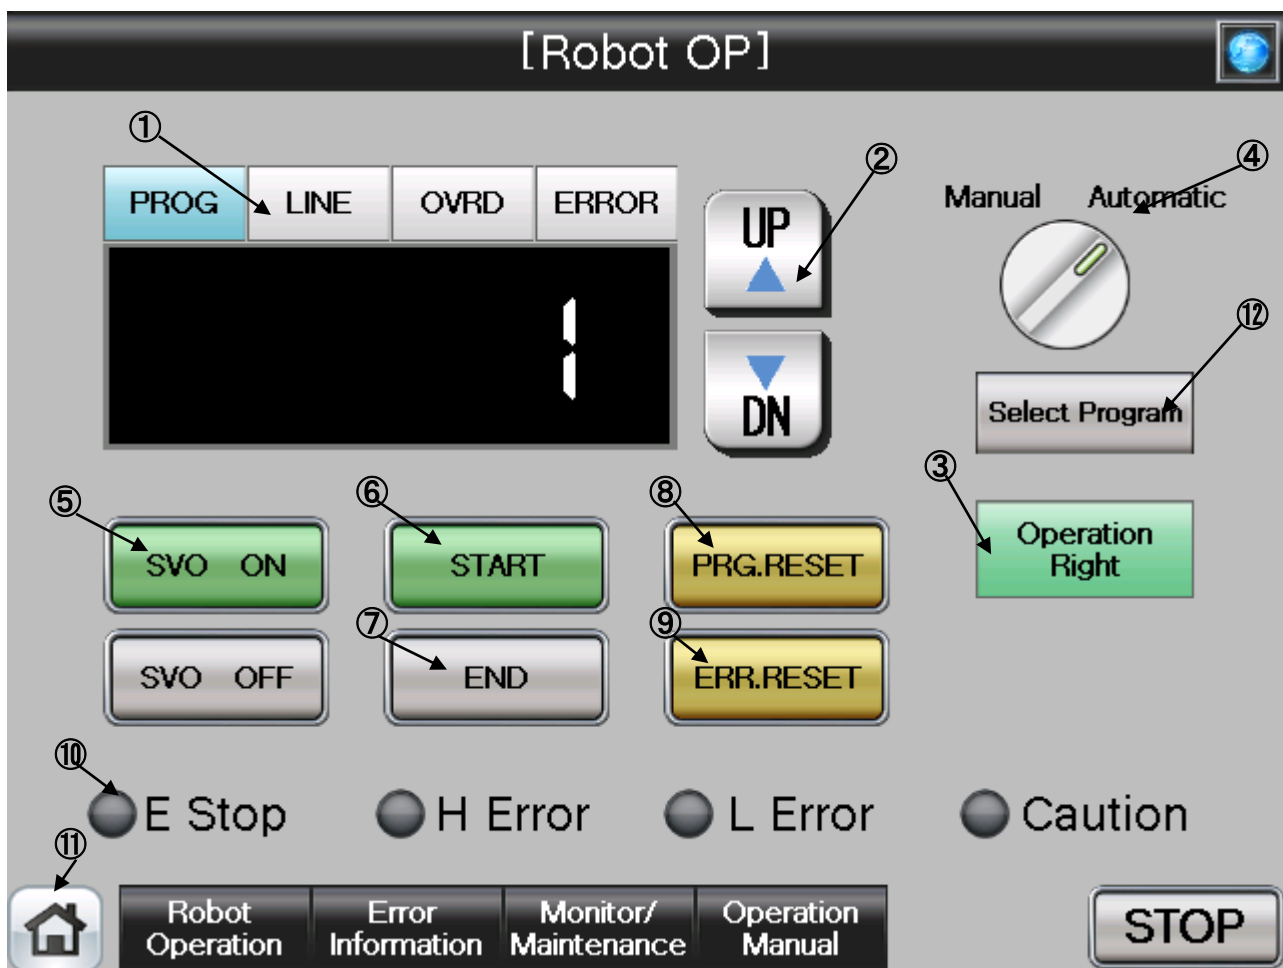 [Robot OP]
①
②
④
PROG LINE OVRD ERROR
Manual Automatic
UP
1
DN
⑫
Select Program
③
⑤
⑥
⑧
SVO ON
START
PRG.RESET
Operation
Right
⑦
⑨
SVO OFF
END
ERR.RESET
⑩
E Stop
H Error
L Error
Caution
⑪
Robot
Operation
Error
Information
Monitor/
Maintenance
Operation
Manual
STOP